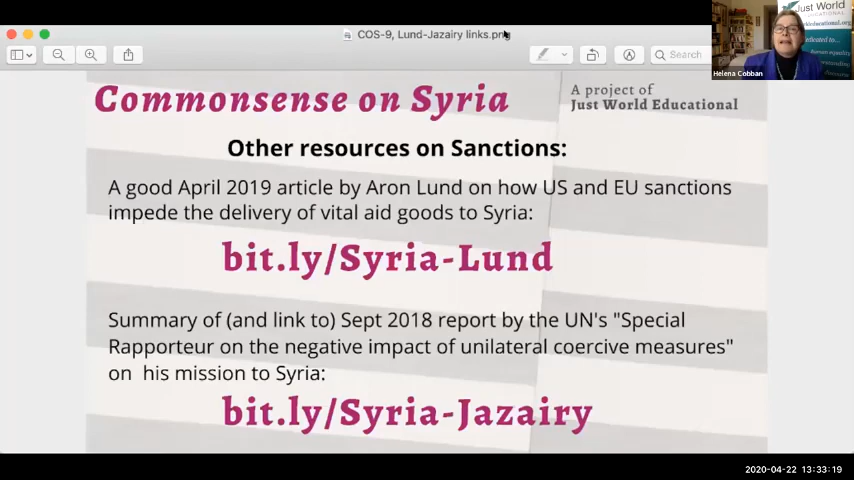 COS-9, Lund-Jazairy links.png
Search
Just World
EDUCATIONAL
Helena Cobban
Commonsense on Syria
A project of
Just World Educational
Other resources on Sanctions:
A good April 2019 article by Aron Lund on how US and EU sanctions
impede the delivery of vital aid goods to Syria:
bit.ly/Syria-Lund
Summary of (and link to) Sept 2018 report by the UN's "Special
Rapporteur on the negative impact of unilateral coercive measures"
on his mission to Syria:
bit.ly/Syria-Jazairy
2020-04-22 13:33:19